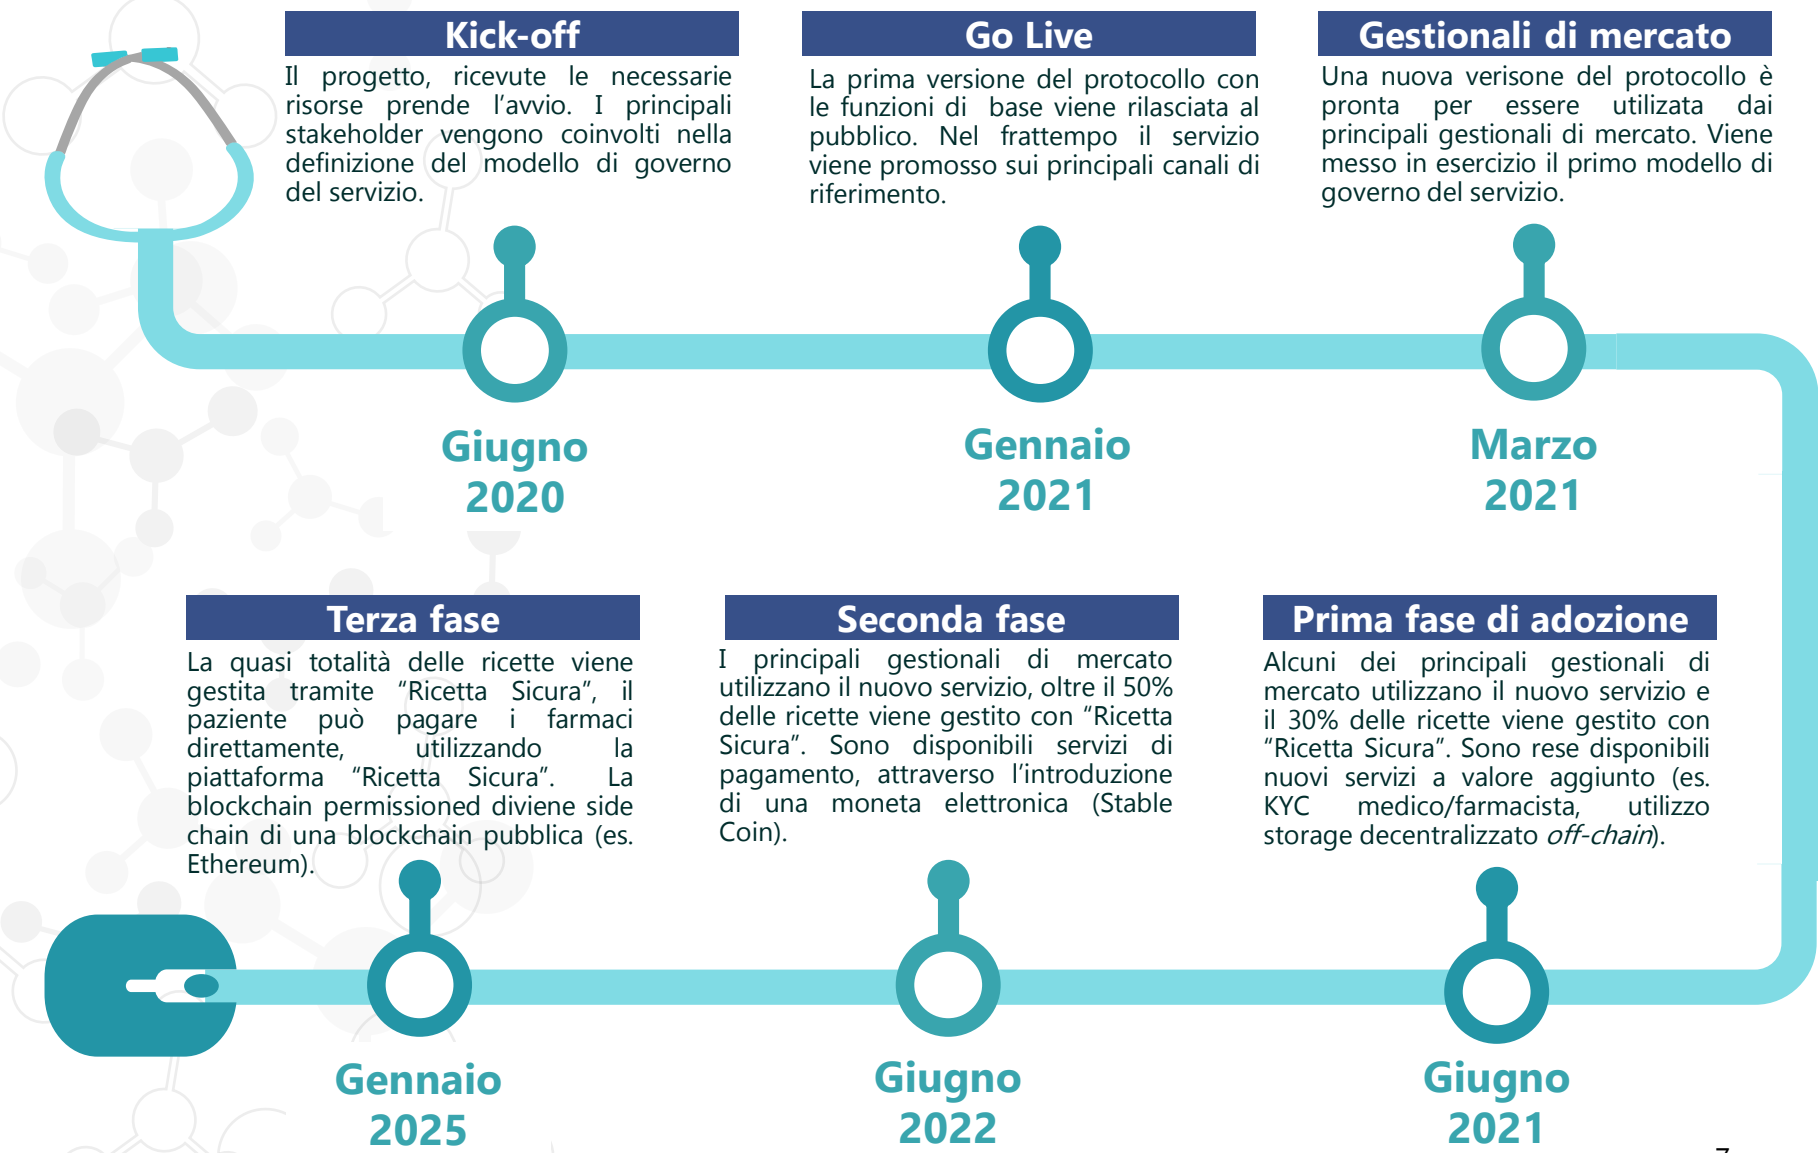 Kick-off
Il progetto, ricevute le necessarie
risorse prende l’avvio. I principali
stakeholder vengono coinvolti nella
definizione del modello di governo
del servizio.
Go Live
La prima versione del protocollo con
le funzioni di base viene rilasciata al
pubblico. Nel frattempo il servizio
viene promosso sui principali canali di
riferimento.
Gestionali di mercato
Una nuova verisone del protocollo è
pronta per essere utilizata dai
principali gestionali di mercato. Viene
messo in esercizio il primo modello di
governo del servizio.
Giugno
2020
Gennaio
2021
Marzo
2021
Terza fase
La quasi totalità delle ricette viene
gestita tramite “Ricetta Sicura”, il
paziente può pagare i farmaci
direttamente, utilizzando la
piattaforma “Ricetta Sicura”. La
blockchain permissioned diviene side
chain di una blockchain pubblica (es.
Ethereum).
Seconda fase
I principali gestionali di mercato
utilizzano il nuovo servizio, oltre il 50%
delle ricette viene gestito con “Ricetta
Sicura”. Sono disponibili servizi di
pagamento, attraverso l’introduzione
di una moneta elettronica (Stable
Coin).
Prima fase di adozione
Alcuni dei principali gestionali di
mercato utilizzano il nuovo servizio e
il 30% delle ricette viene gestito con
“Ricetta Sicura”. Sono rese disponibili
nuovi servizi a valore aggiunto (es.
KYC medico/farmacista, utilizzo
storage decentralizzato off-chain).
Gennaio
2025
Giugno
2022
Giugno
2021
7